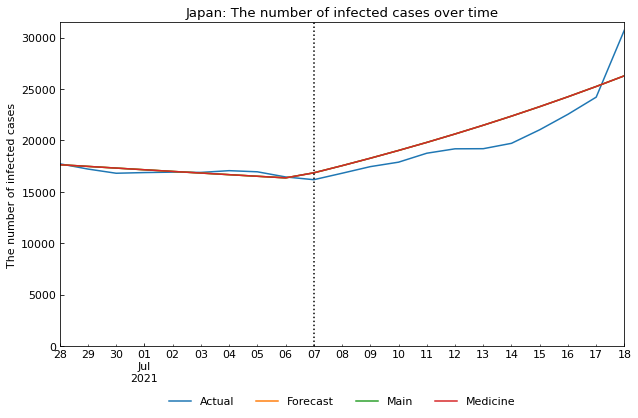 Japan: The number of infected cases over time
The number of infected cases
30000
25000
20000
15000
10000
5000
0
28 29 30 01 02 03 04 05 06 07 08 09 10 11 12 13 14 15 16 17 18
Jul
2021
Actual Forecast Main Medicine